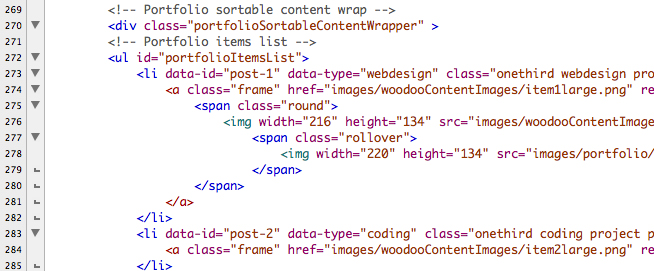 269 <!-- Portfolio sortable content wrap -->
270 <div class="portfolioSortableContentWrapper" >
271 <!-- Portfolio items list -->
272 <ul id="portfolioItemsList">
273 <li data-id="post-1" data-type="webdesign" class="onethird webdesign pro
274 <a class="frame" href="images/woodooContentImages/item1large.png" re
275 <span class="round">
276 <img width="216" height="134" src="images/woodooContentImage
277 <span class="rollover">
278 <img width="220" height="134" src="images/portfolio/
279 </span>
280 </span>
281 </a>
282 </li>
283 <li data-id="post-2" data-type="coding" class="onethird coding project p
284 <a class="frame" href="images/woodooContentImages/item2large.png" re
285 </li>